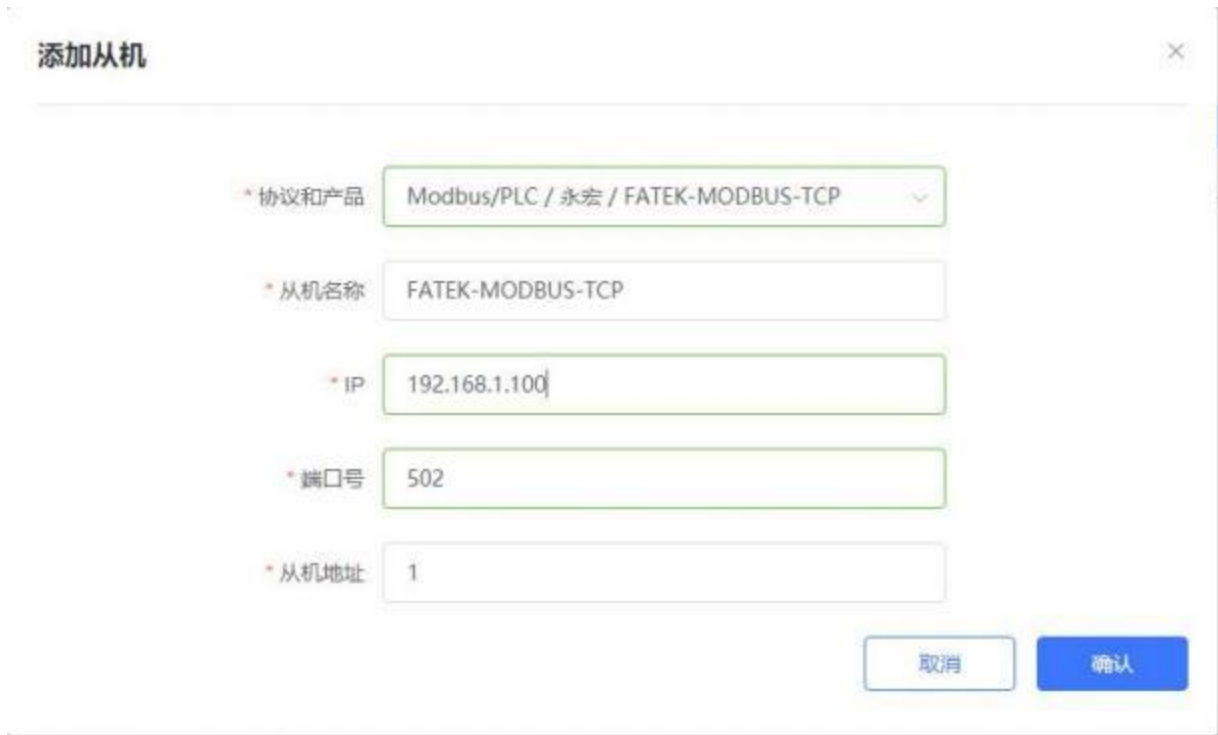 添加从机
* 协议和产品 Modbus/PLC / 永宏 / FATEK-MODBUS-TCP
* 从机名称 FATEK-MODBUS-TCP
* IP 192.168.1.100
* 端口号 502
* 从机地址 1
取消 确认